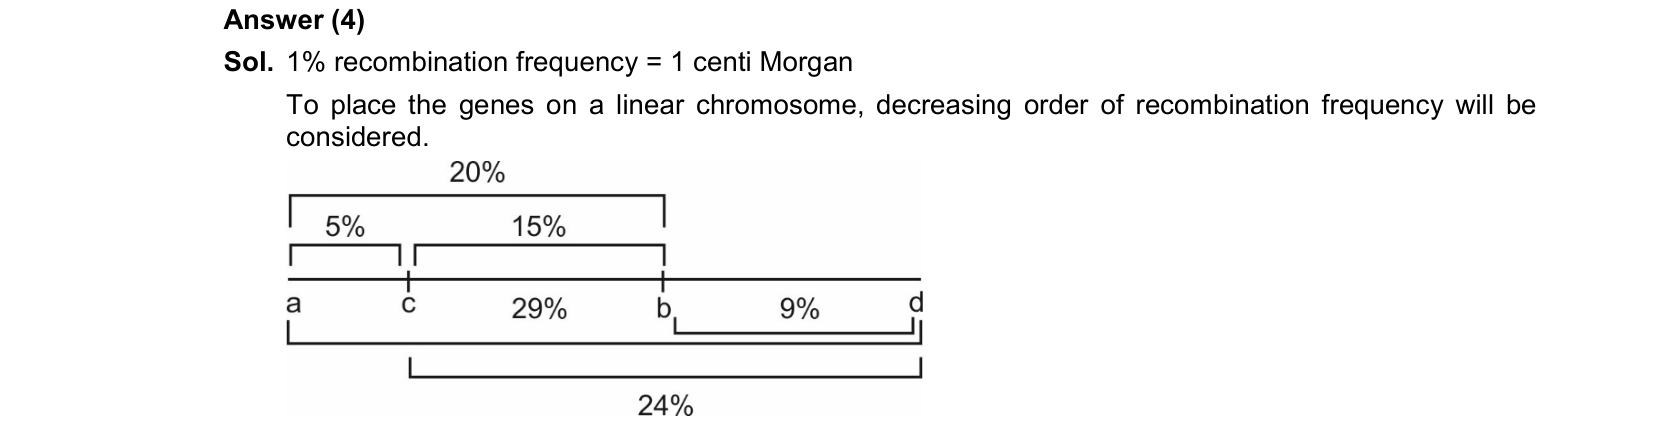 Answer (4)
Sol. 1% recombination frequency = 1 centi Morgan
To place the genes on a linear chromosome, decreasing order of recombination frequency will be
considered.
20%
5% 15%
a c 29% b 9% d
24%